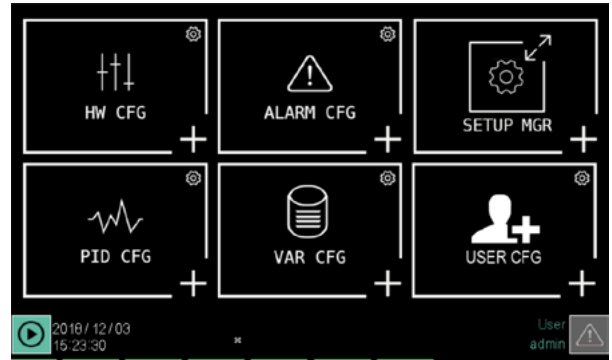 HW CFG
ALARM CFG
SETUP MGR
PID CFG
VAR CFG
USER CFG
2018/12/03
15:23:30
User
admin